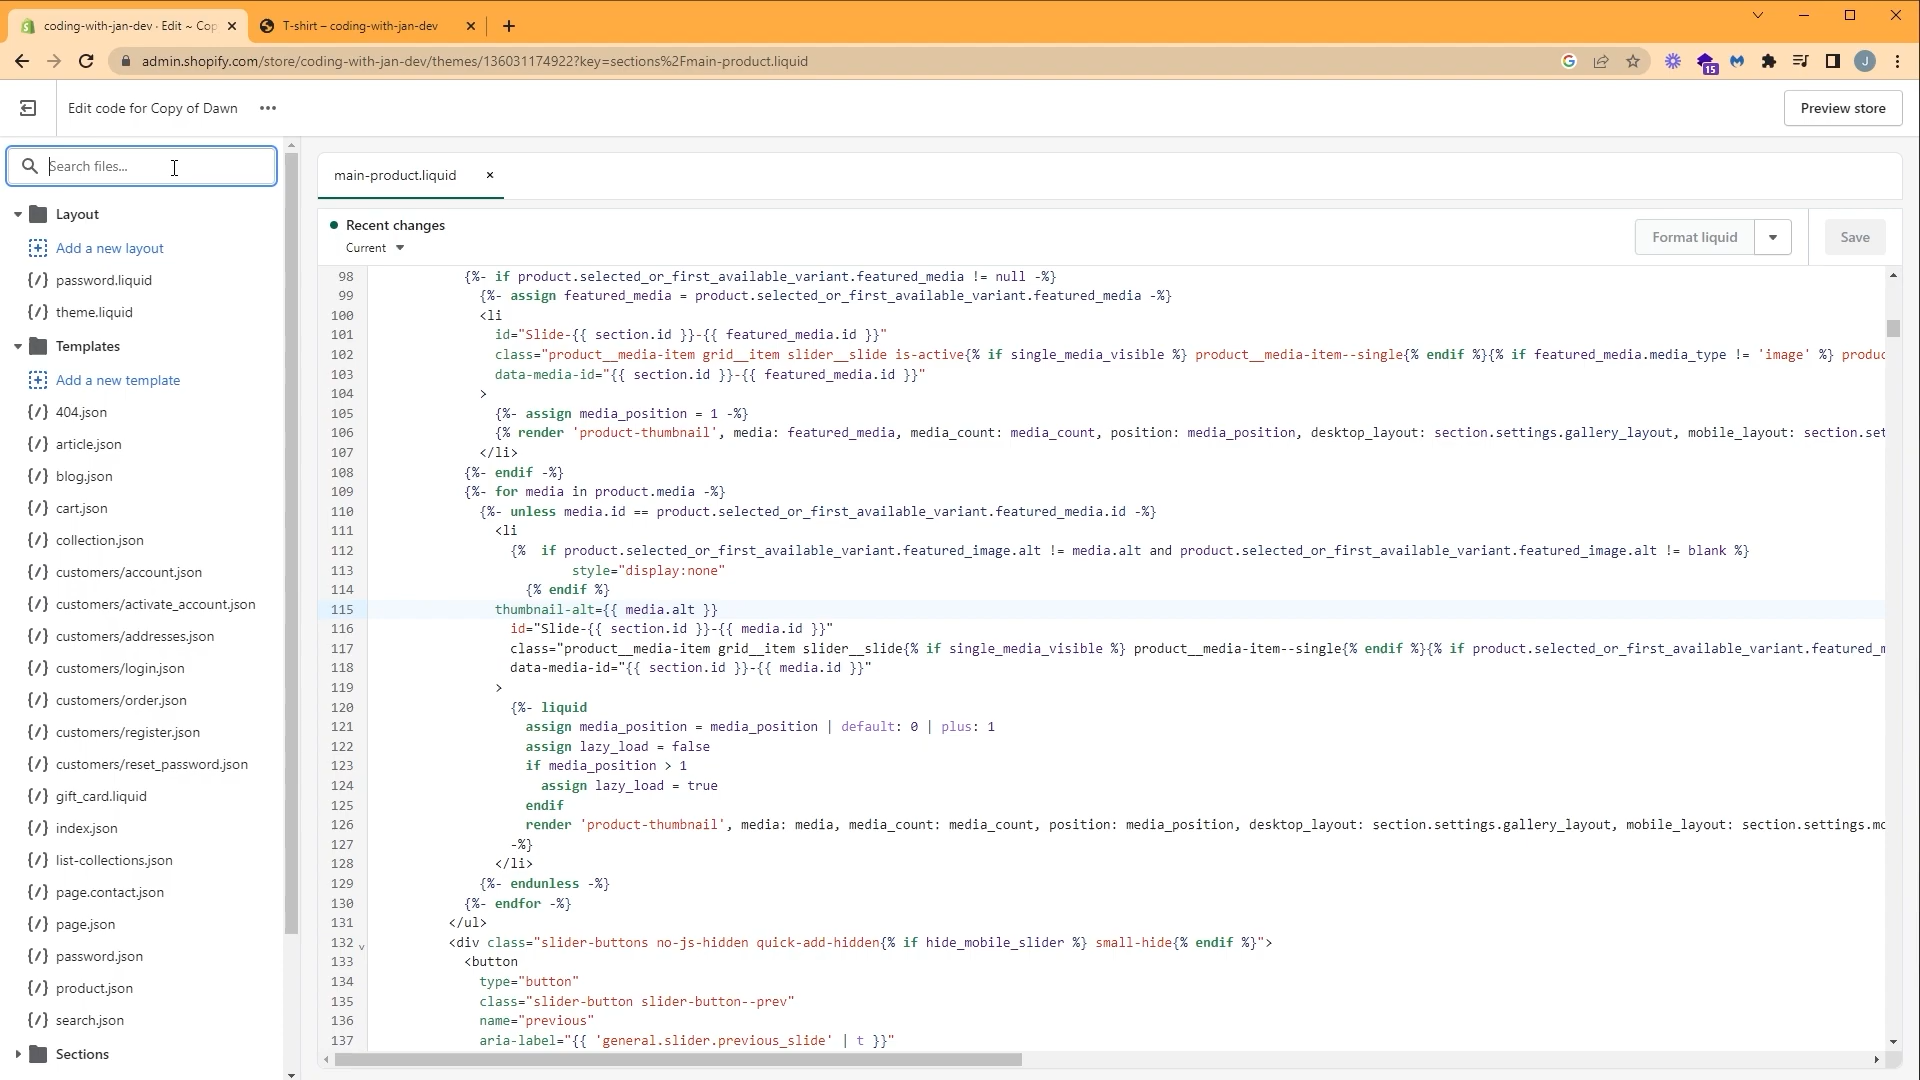 coding-with-jan-dev · Edit ~ Cop
T-shirt – coding-with-jan-dev
admin.shopify.com/store/coding-with-jan-dev/themes/136031174922?key=sections%2Fmain-product.liquid
15
J
Edit code for Copy of Dawn
Preview store
Search files...
Layout
Add a new layout
password.liquid
theme.liquid
Templates
Add a new template
404.json
article.json
blog.json
cart.json
collection.json
customers/account.json
customers/activate_account.json
customers/addresses.json
customers/login.json
customers/order.json
customers/register.json
customers/reset_password.json
gift_card.liquid
index.json
list-collections.json
page.contact.json
page.json
password.json
product.json
search.json
Sections
main-product.liquid
Recent changes
Current
Format liquid
Save
98 {%- if product.selected_or_first_available_variant.featured_media != null -%}
99 {%- assign featured_media = product.selected_or_first_available_variant.featured_media -%}
100 <li
101 id="Slide-{{ section.id }}-{{ featured_media.id }}"
102 class="product__media-item grid__item slider__slide is-active{% if single_media_visible %} product__media-item--single{% endif %}{% if featured_media.media_type != 'image' %} produc
103 data-media-id="{{ section.id }}-{{ featured_media.id }}"
104 >
105 {%- assign media_position = 1 -%}
106 {% render 'product-thumbnail', media: featured_media, media_count: media_count, position: media_position, desktop_layout: section.settings.gallery_layout, mobile_layout: section.set
107 </li>
108 {%- endif -%}
109 {%- for media in product.media -%}
110 {%- unless media.id == product.selected_or_first_available_variant.featured_media.id -%}
111 <li
112 {%  if product.selected_or_first_available_variant.featured_image.alt != media.alt and product.selected_or_first_available_variant.featured_image.alt != blank %}
113 style="display:none"
114 {% endif %}
115 thumbnail-alt={{ media.alt }}
116 id="Slide-{{ section.id }}-{{ media.id }}"
117 class="product__media-item grid__item slider__slide{% if single_media_visible %} product__media-item--single{% endif %}{% if product.selected_or_first_available_variant.featured_m
118 data-media-id="{{ section.id }}-{{ media.id }}"
119 >
120 {%- liquid
121 assign media_position = media_position | default: 0 | plus: 1
122 assign lazy_load = false
123 if media_position > 1
124 assign lazy_load = true
125 endif
126 render 'product-thumbnail', media: media, media_count: media_count, position: media_position, desktop_layout: section.settings.gallery_layout, mobile_layout: section.settings.mo
127 -%}
128 </li>
129 {%- endunless -%}
130 {%- endfor -%}
131 </ul>
132 <div class="slider-buttons no-js-hidden quick-add-hidden{% if hide_mobile_slider %} small-hide{% endif %}">
133 <button
134 type="button"
135 class="slider-button slider-button--prev"
136 name="previous"
137 aria-label="{{ 'general.slider.previous_slide' | t }}"